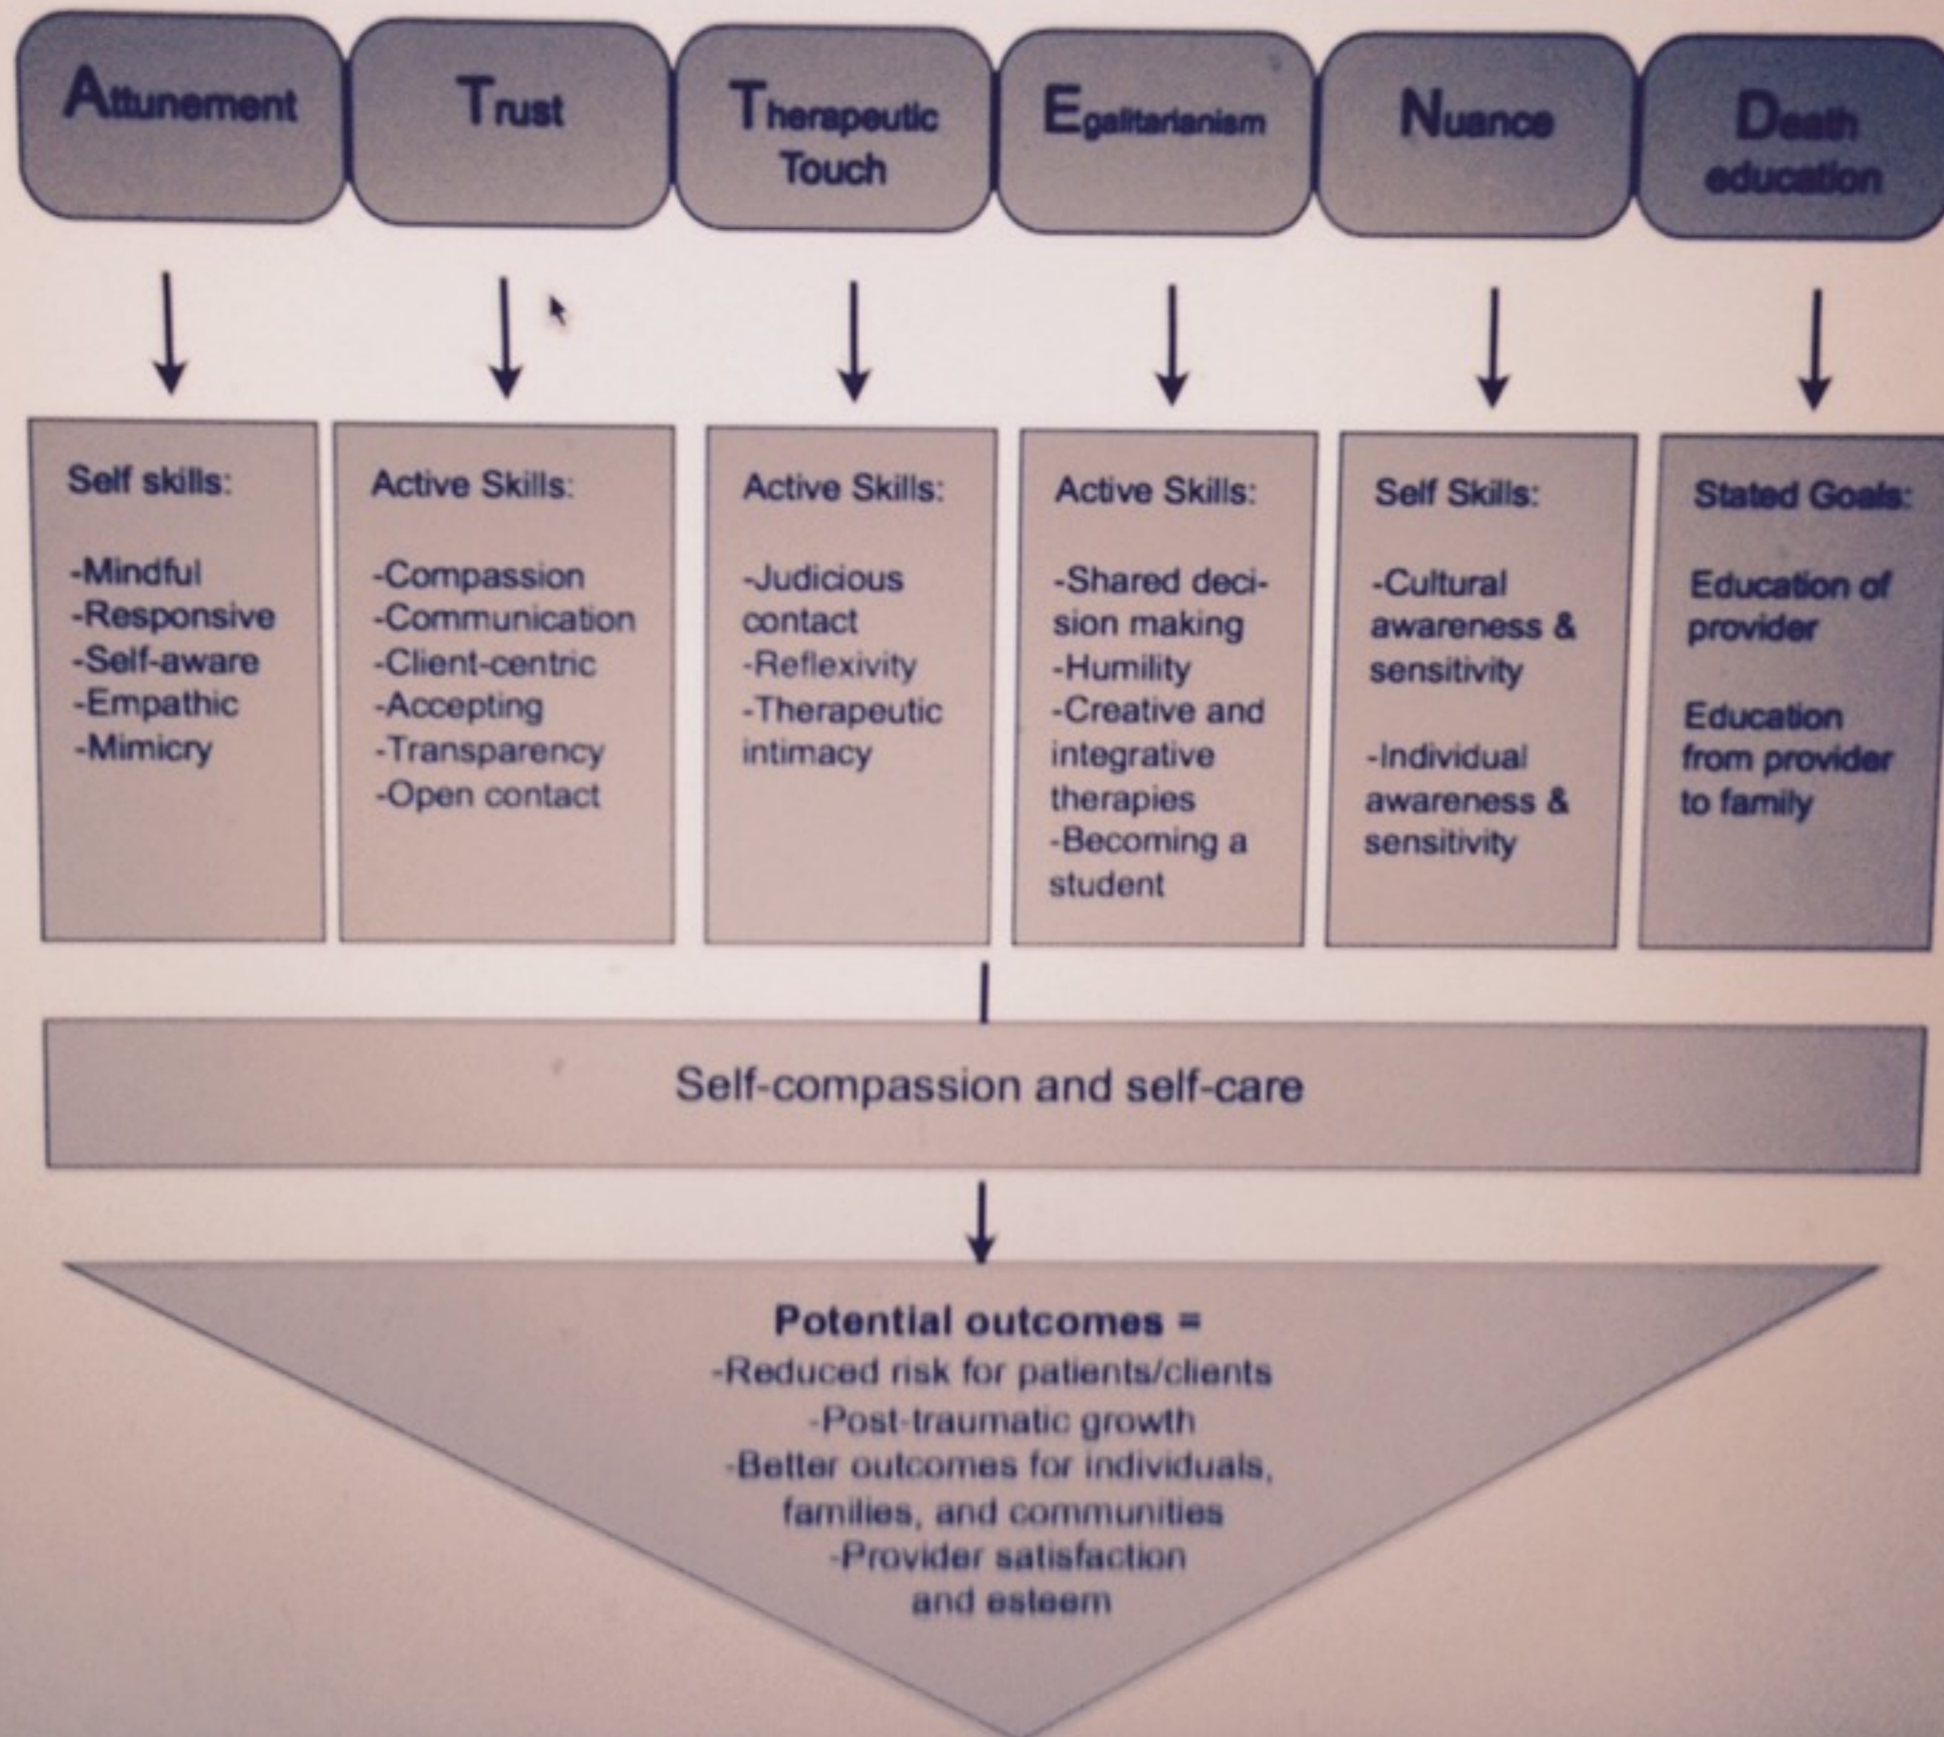 Attunement
Trust
Therapeutic
Touch
Egalitarianism
Nuance
Death
education
Self skills:
-Mindful
-Responsive
-Self-aware
-Empathic
-Mimicry
Active Skills:
-Compassion
-Communication
-Client-centric
-Accepting
-Transparency
-Open contact
Active Skills:
-Judicious
contact
-Reflexivity
-Therapeutic
intimacy
Active Skills:
-Shared deci-
sion making
-Humility
-Creative and
integrative
therapies
-Becoming a
student
Self Skills:
-Cultural
awareness &
sensitivity
-Individual
awareness &
sensitivity
Stated Goals:
Education of
provider
Education
from provider
to family
Self-compassion and self-care
Potential outcomes =
-Reduced risk for patients/clients
-Post-traumatic growth
-Better outcomes for individuals,
families, and communities
-Provider satisfaction
and esteem